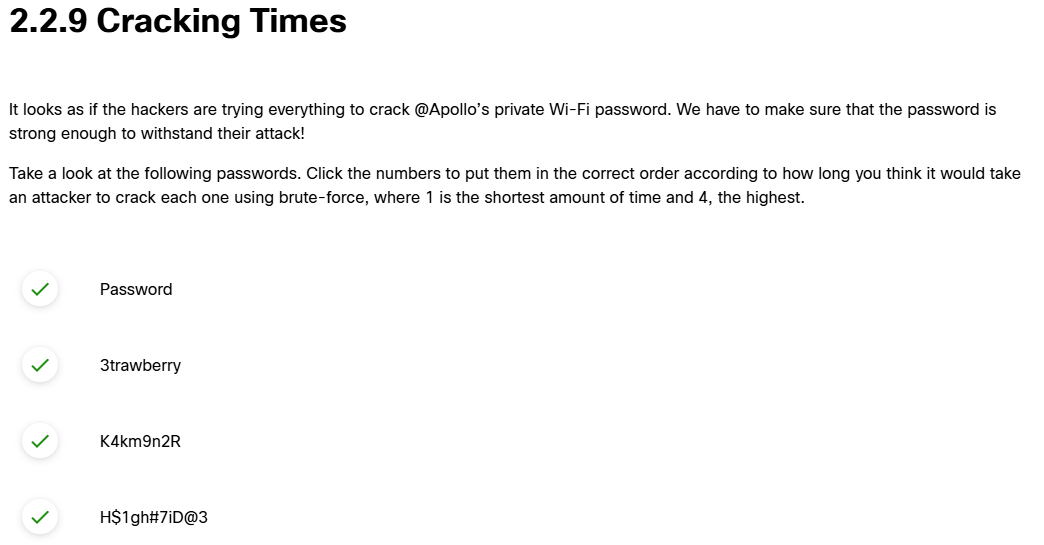 2.2.9 Cracking Times
It looks as if the hackers are trying everything to crack @Apollo’s private Wi-Fi password. We have to make sure that the password is
strong enough to withstand their attack!
Take a look at the following passwords. Click the numbers to put them in the correct order according to how long you think it would take
an attacker to crack each one using brute-force, where 1 is the shortest amount of time and 4, the highest.
Password
3trawberry
K4km9n2R
H$1gh#7iD@3